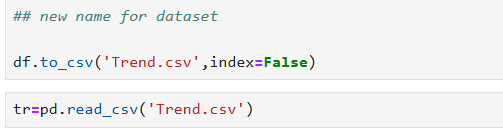 ## new name for dataset
df.to_csv('Trend.csv',index=False)
tr=pd.read_csv('Trend.csv')